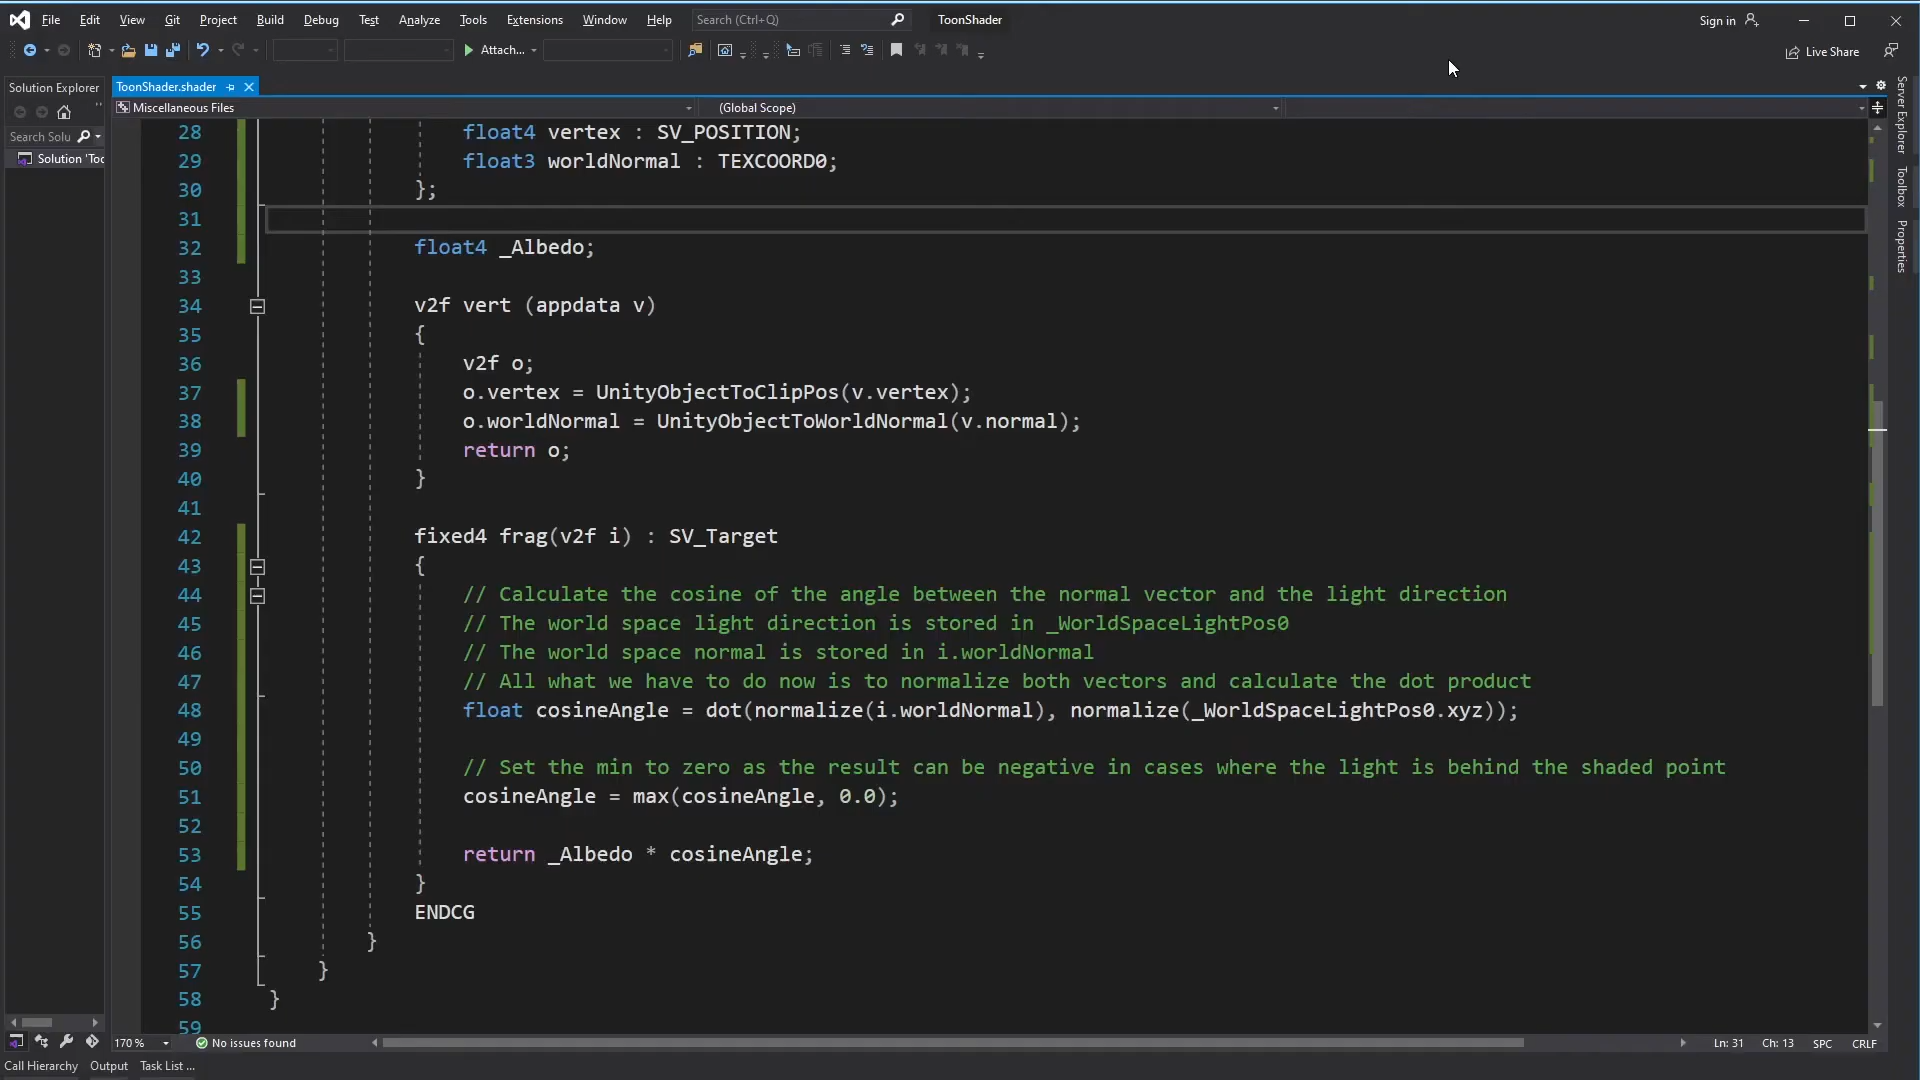 File Edit View Git Project Build Debug Test Analyze Tools Extensions Window Help Search (Ctrl+Q) ToonShader Sign in
Attach... Live Share
Solution Explorer ToonShader.shader
Miscellaneous Files (Global Scope)
Search Solu
Solution 'Too
Server Explorer
Toolbox
Properties
28 float4 vertex : SV_POSITION;
29 float3 worldNormal : TEXCOORD0;
30 };
31
32 float4 _Albedo;
33
34 v2f vert (appdata v)
35 {
36 v2f o;
37 o.vertex = UnityObjectToClipPos(v.vertex);
38 o.worldNormal = UnityObjectToWorldNormal(v.normal);
39 return o;
40 }
41
42 fixed4 frag(v2f i) : SV_Target
43 {
44 // Calculate the cosine of the angle between the normal vector and the light direction
45 // The world space light direction is stored in _WorldSpaceLightPos0
46 // The world space normal is stored in i.worldNormal
47 // All what we have to do now is to normalize both vectors and calculate the dot product
48 float cosineAngle = dot(normalize(i.worldNormal), normalize(_WorldSpaceLightPos0.xyz));
49
50 // Set the min to zero as the result can be negative in cases where the light is behind the shaded point
51 cosineAngle = max(cosineAngle, 0.0);
52
53 return _Albedo * cosineAngle;
54 }
55 ENDCG
56 }
57 }
58 }
59
170 % No issues found Ln: 31 Ch: 13 SPC CRLF
Call Hierarchy Output Task List ...